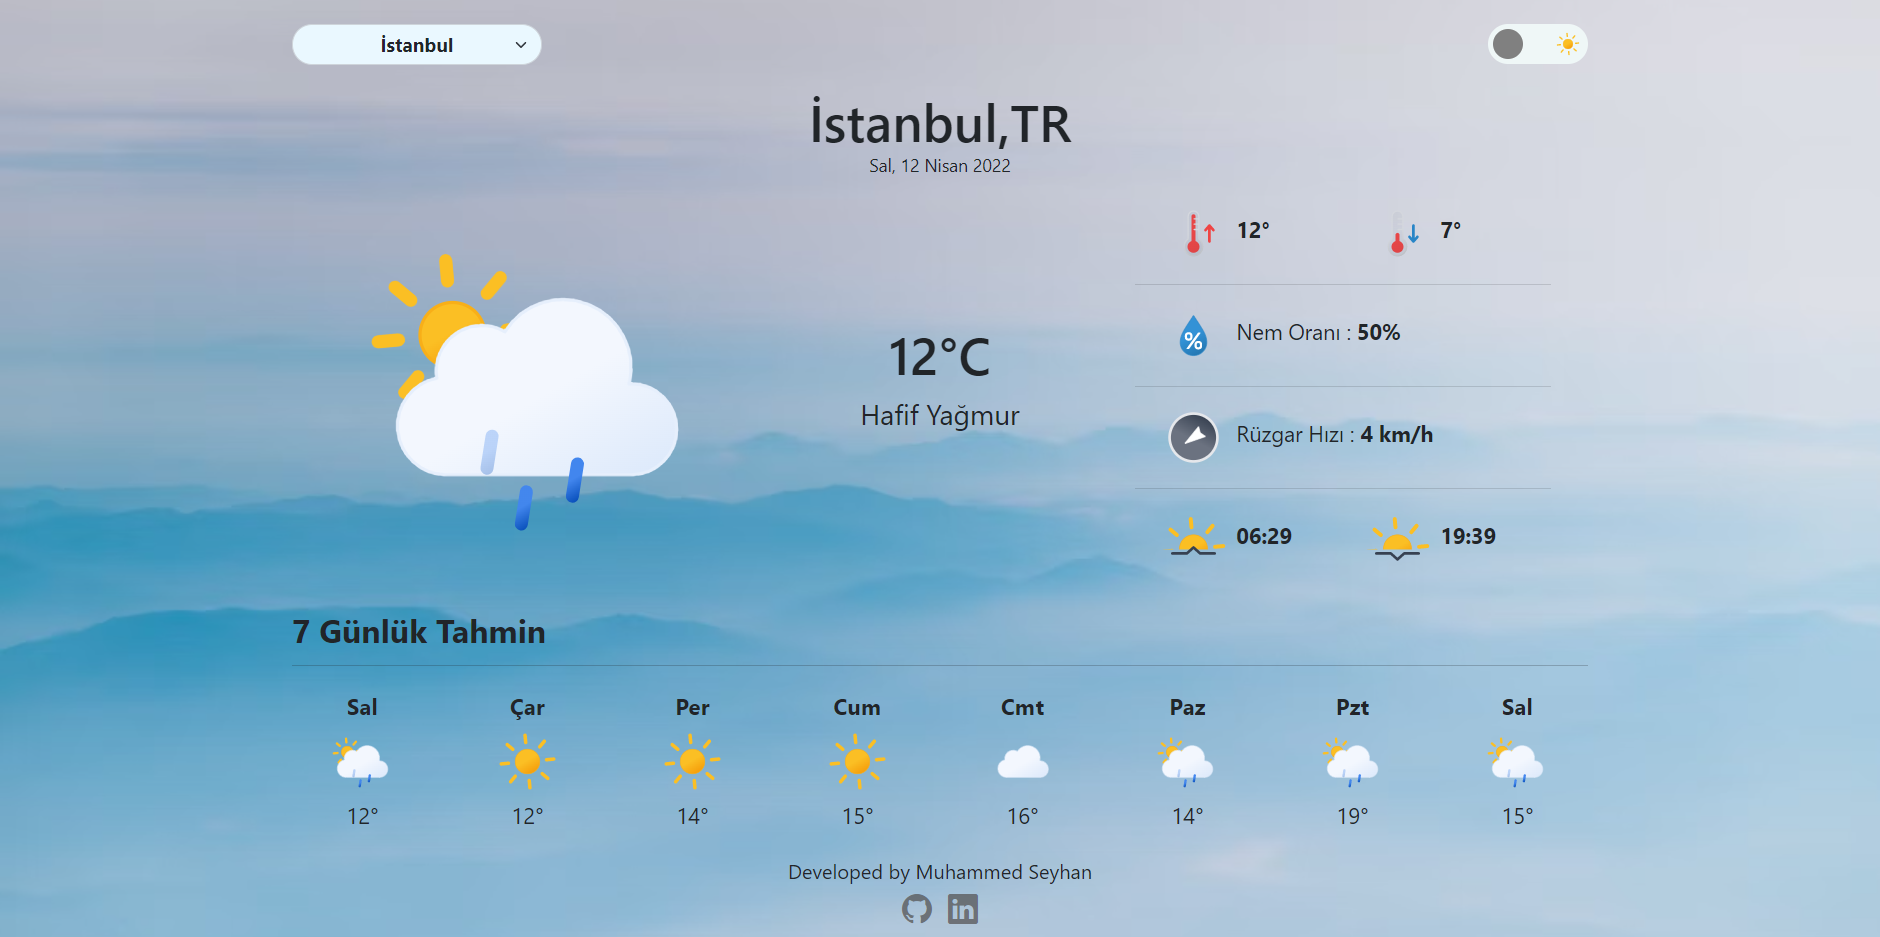 İstanbul
İstanbul,TR
Sal, 12 Nisan 2022
12°C
Hafif Yağmur
12° 7°
%
Nem Oranı : 50%
Rüzgar Hızı : 4 km/h
06:29 19:39
7 Günlük Tahmin
Sal Çar Per Cum Cmt Paz Pzt Sal
12° 12° 14° 15° 16° 14° 19° 15°
Developed by Muhammed Seyhan
in